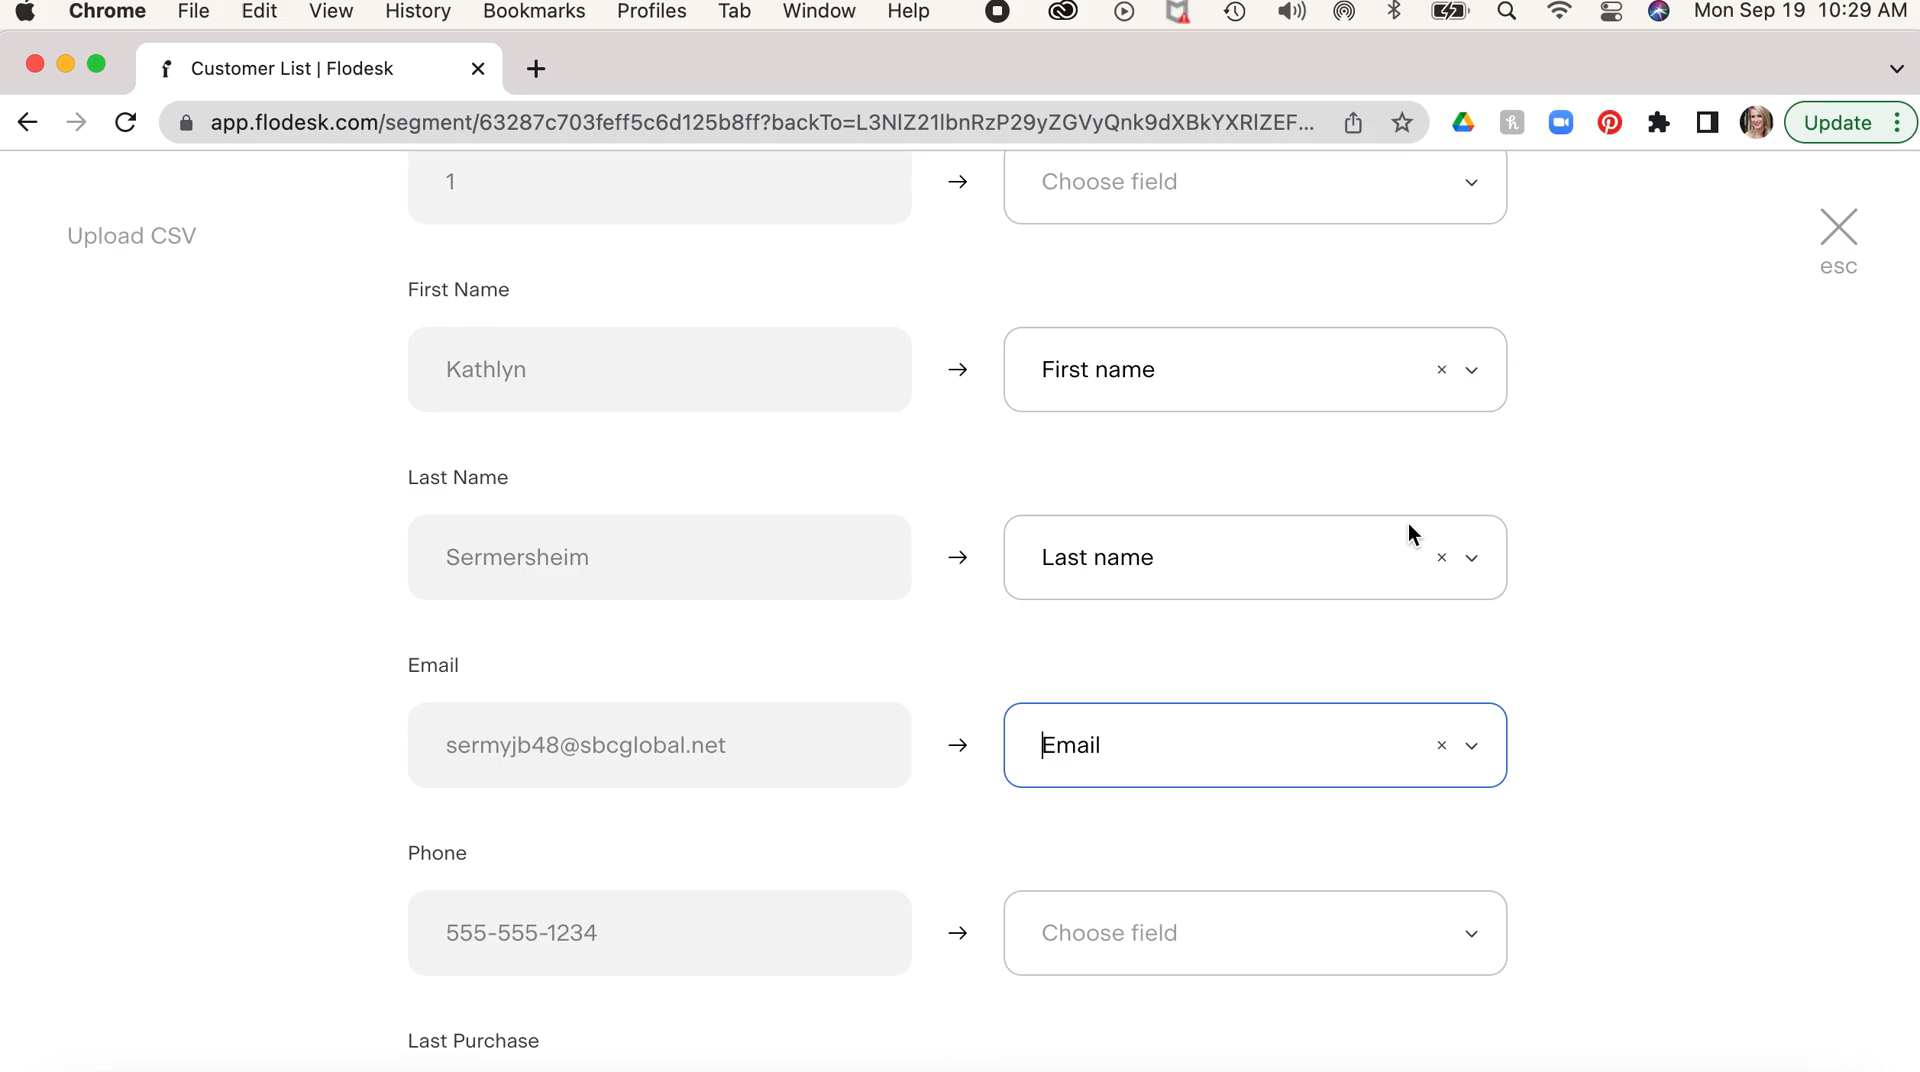 Chrome File Edit View History Bookmarks Profiles Tab Window Help Mon Sep 19 10:29 AM
Customer List | Flodesk
app.flodesk.com/segment/63287c703feff5c6d125b8ff?backTo=L3NlZ21lbnRzP29yZGVyQnk9dXBkYXRlZEF...
Update
1
Choose field
Upload CSV
esc
First Name
Kathlyn
First name
Last Name
Sermersheim
Last name
Email
sermyjb48@sbcglobal.net
Email
Phone
555-555-1234
Choose field
Last Purchase